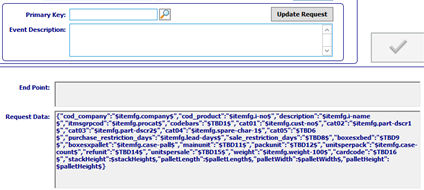 Primary Key:
Update Request
Event Description:
End Point:
Request Data:
{"cod_company":"$itemfg.company$","cod_product":"$itemfg.i-no$","description":"$itemfg.i-name
$","itmsgrpcod":"$itemfg.procat$","codebars":"$TBD1$","cat01":"$itemfg.cust-no$","cat02":"$itemfg.part-dscr1
$","cat03":"$itemfg.part-dscr2$","cat04":"$itemfg.spare-char-1$","cat05":"$TBD6
$","purchase_restriction_days":"$itemfg.lead-days$","sale_restriction_days":"$TBD8$","boxesxbed":"$TBD9
$","boxesxpallet":"$itemfg.case-pall$","mainunit":"$TBD11$","packunit":"$TBD12$","unitsperpack":"$itemfg.case-
count$","refunit":"$TBD14$","unitspersale":"$TBD15$","weight":"$itemfg.weight-100$","cardcode":"$TBD16
$","stackHeight":$stackHeight$,"palletLength":$palletLength$,"palletWidth":$palletWidth$,"palletHeight":
$palletHeight$}